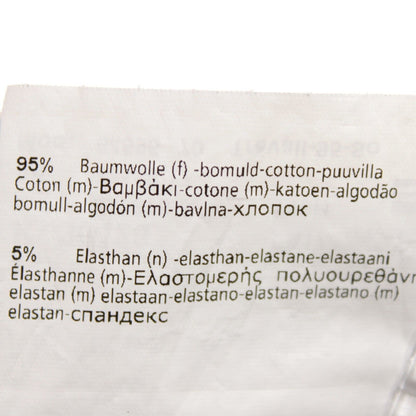 95% Baumwolle (f) -bomuld-cotton-puuvilla
Coton (m)-Βαμβάκι-cotone (m)-katoen-algodão
bomull-algodón (m)-bavlna-хлопок
5% Elasthan (n) -elasthan-elastane-elastaani
Élasthanne (m)-Ελαστομερής πολυουρεθάν
elastan (m) elastaan-elastano-elastan-elastano (m)
elastan-спандекс